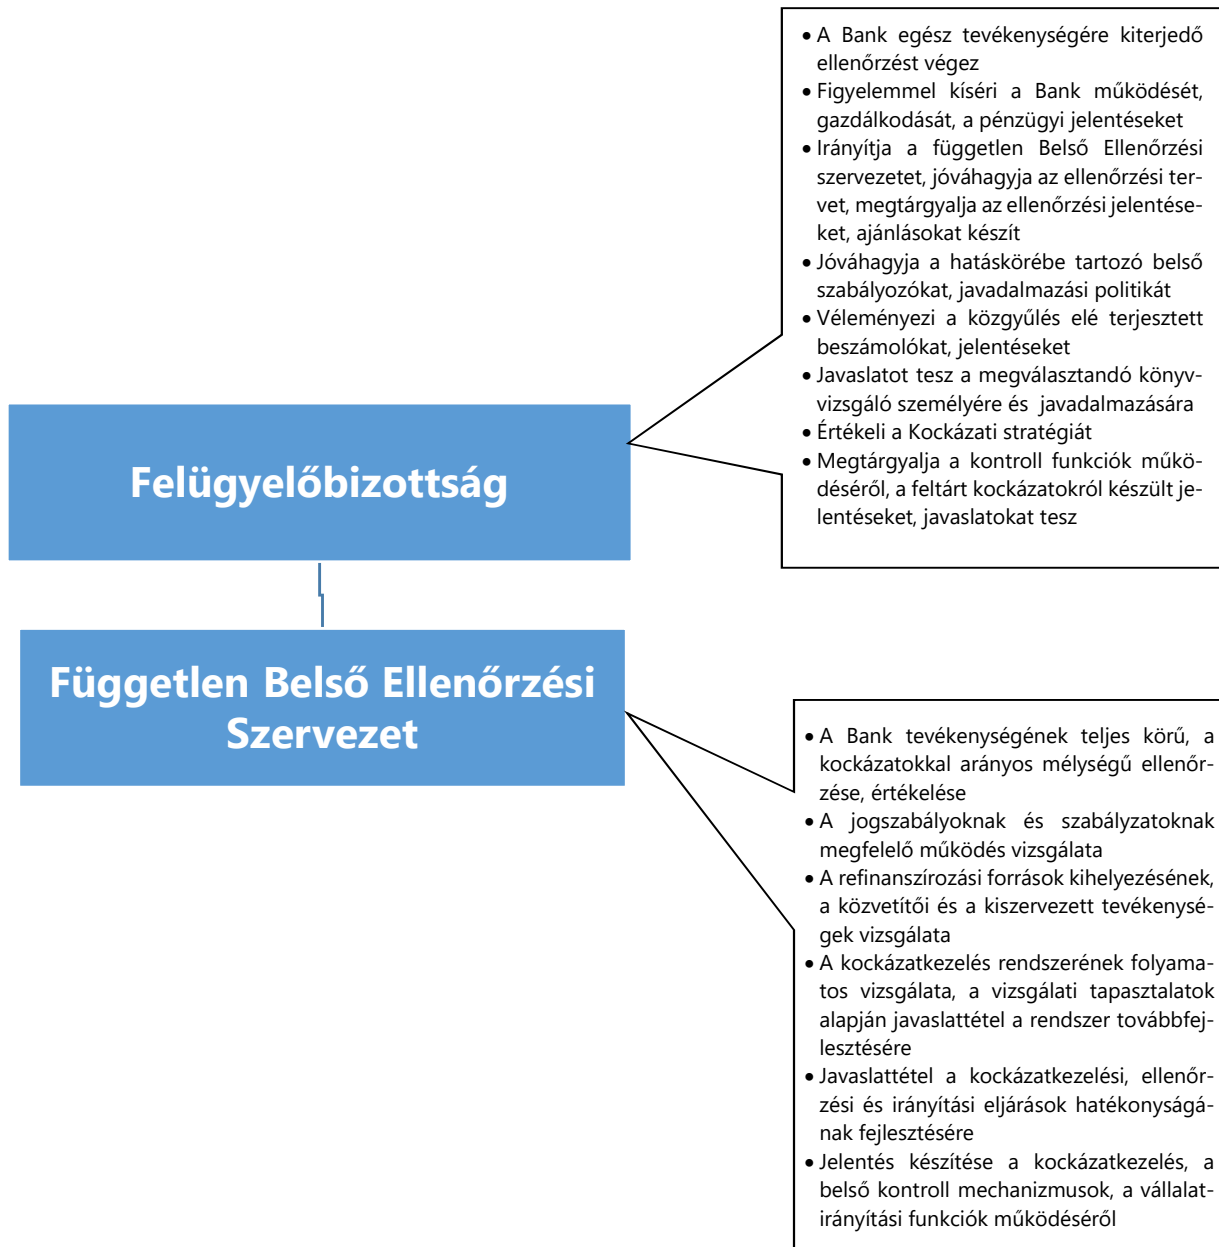 • A Bank egész tevékenységére kiterjedő
ellenőrzést végez
• Figyelemmel kíséri a Bank működését,
gazdálkodását, a pénzügyi jelentéseket
• Irányítja a független Belső Ellenőrzési
szervezetet, jóváhagyja az ellenőrzési ter-
vet, megtárgyalja az ellenőrzési jelentése-
ket, ajánlásokat készít
• Jóváhagyja a hatáskörébe tartozó belső
szabályozókat, javadalmazási politikát
• Véleményezi a közgyűlés elé terjesztett
beszámolókat, jelentéseket
• Javaslatot tesz a megválasztandó könyv-
vizsgáló személyére és javadalmazására
• Értékeli a Kockázati stratégiát
• Megtárgyalja a kontroll funkciók műkö-
déséről, a feltárt kockázatokról készült je-
lentéseket, javaslatokat tesz
Felügyelőbizottság
Független Belső Ellenőrzési
Szervezet
• A Bank tevékenységének teljes körű, a
kockázatokkal arányos mélységű ellenőr-
zése, értékelése
• A jogszabályoknak és szabályzatoknak
megfelelő működés vizsgálata
• A refinanszírozási források kihelyezésének,
a közvetítői és a kiszervezett tevékenysé-
gek vizsgálata
• A kockázatkezelés rendszerének folyama-
tos vizsgálata, a vizsgálati tapasztalatok
alapján javaslattétel a rendszer továbbfej-
lesztésére
• Javaslattétel a kockázatkezelési, ellenőr-
zési és irányítási eljárások hatékonyságá-
nak fejlesztésére
• Jelentés készítése a kockázatkezelés, a
belső kontroll mechanizmusok, a vállalat-
irányítási funkciók működéséről